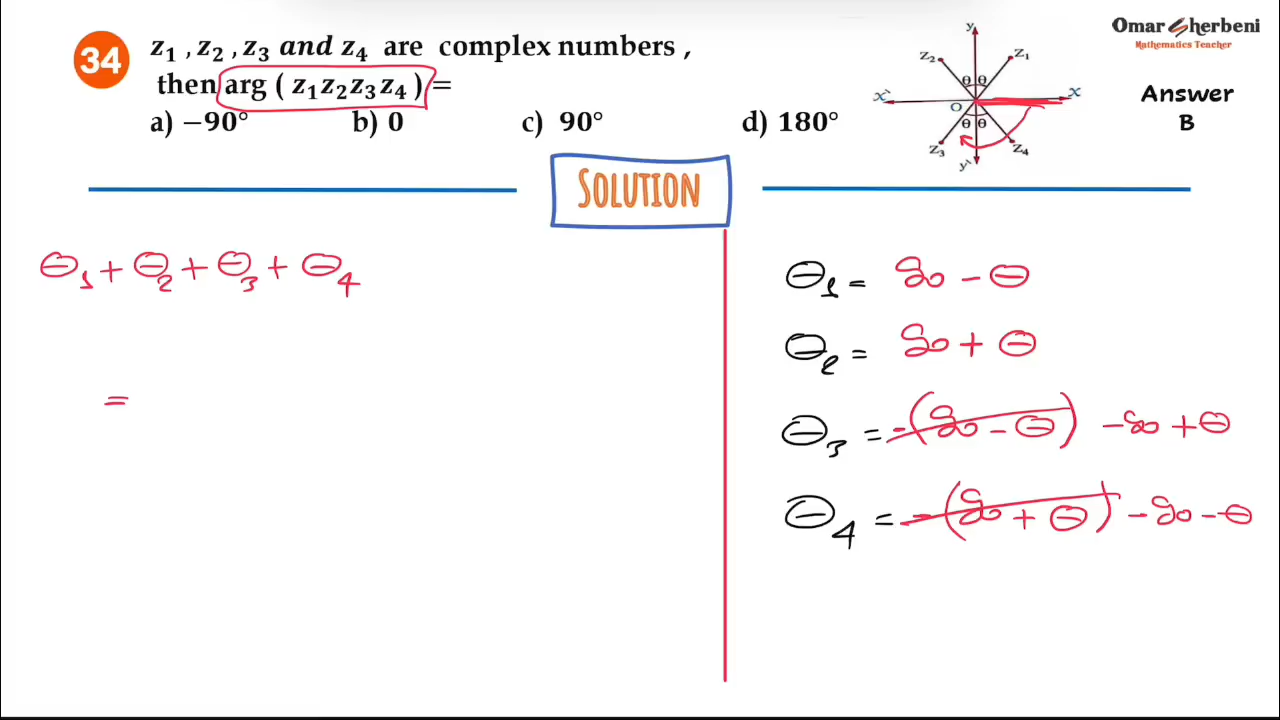 34 z₁ , z₂ , z₃ and z₄ are complex numbers ,
then arg ( z₁z₂z₃z₄ ) =
a) −90° b) 0 c) 90° d) 180°
y
z₂ z₁
θ θ
x` O x
θ θ
z₃ z₄
y`
Omar Sherbeni
Mathematics Teacher
Answer
B
SOLUTION
Θ₁ + Θ₂ + Θ₃ + Θ₄
=
Θ₁ = 90 − Θ
Θ₂ = 90 + Θ
Θ₃ = -(90 − Θ) −90 + Θ
Θ₄ = -(90 + Θ) −90 − Θ